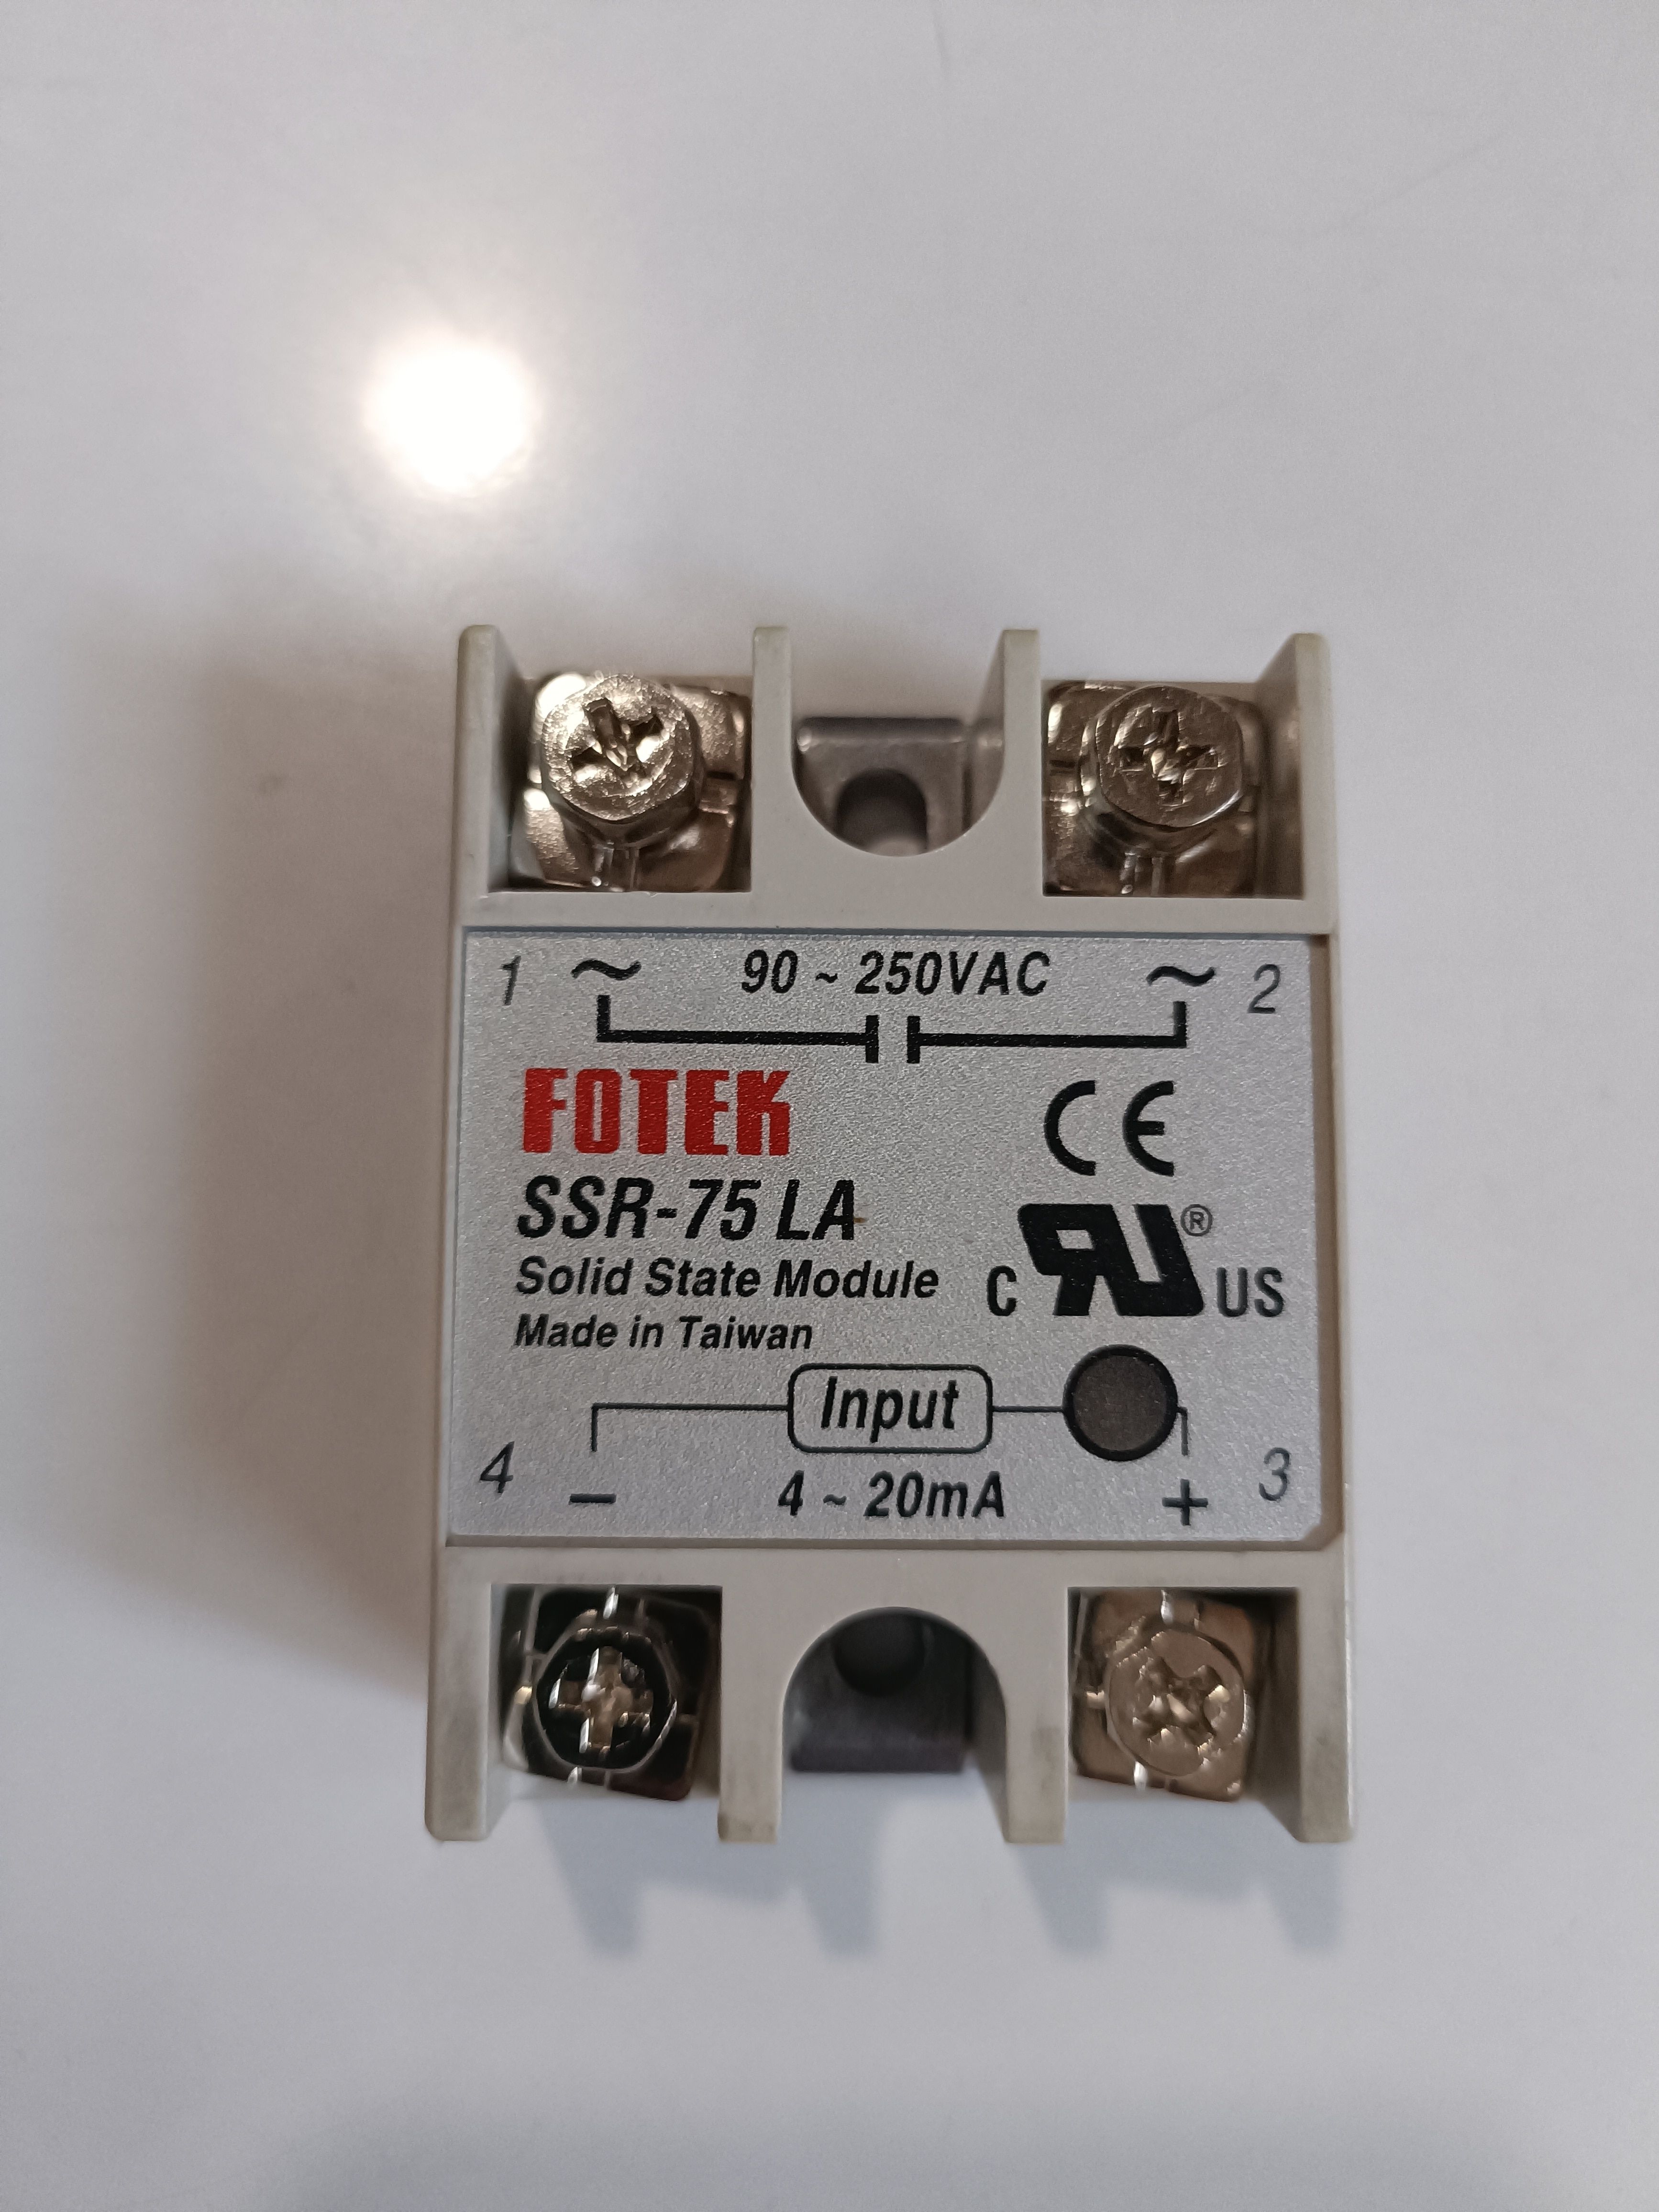 1 ~ 90 ~ 250VAC ~ 2
FOTEK
CE
SSR-75 LA
Solid State Module
c RU® US
Made in Taiwan
Input
4 − 4 ~ 20mA + 3